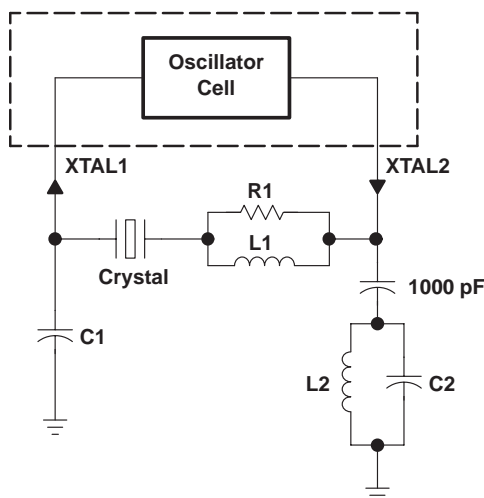 Oscillator
Cell
XTAL1
XTAL2
R1
L1
Crystal
1000 pF
C1
L2
C2